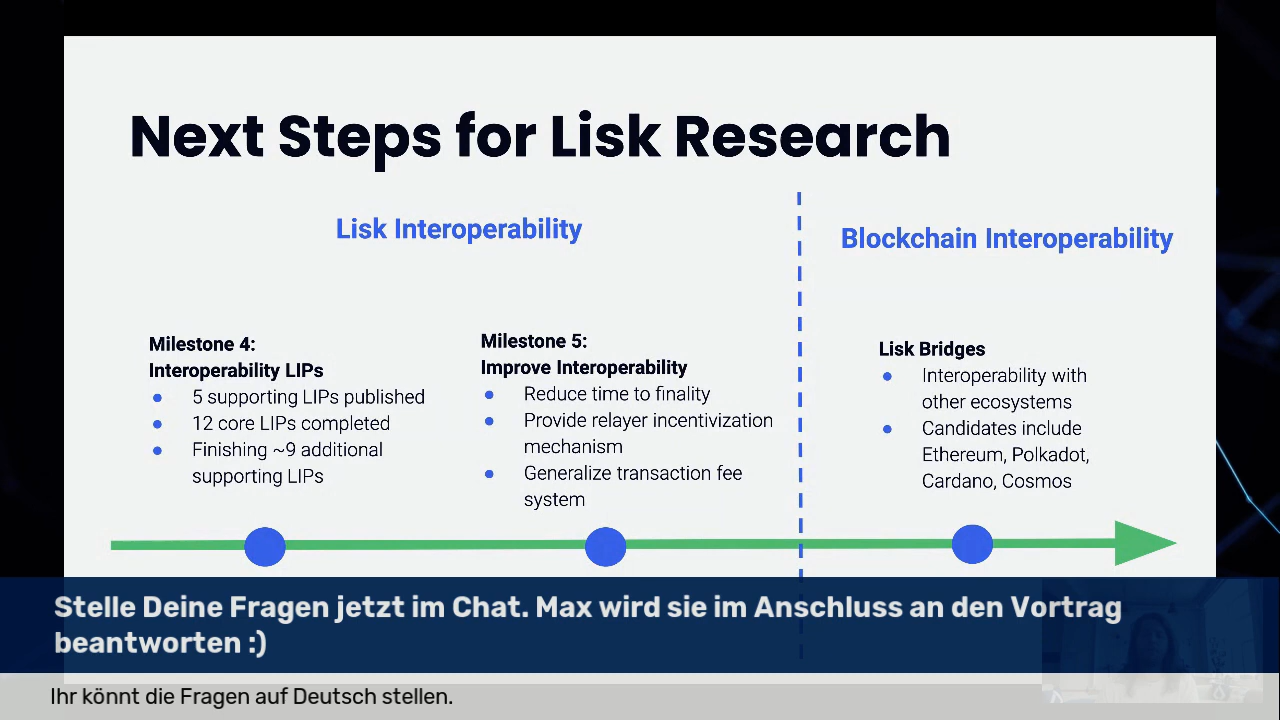 Next Steps for Lisk Research
Lisk Interoperability
Blockchain Interoperability
Milestone 4:
Interoperability LIPs
● 5 supporting LIPs published
● 12 core LIPs completed
● Finishing ~9 additional
supporting LIPs
Milestone 5:
Improve Interoperability
● Reduce time to finality
● Provide relayer incentivization
mechanism
● Generalize transaction fee
system
Lisk Bridges
● Interoperability with
other ecosystems
● Candidates include
Ethereum, Polkadot,
Cardano, Cosmos
Stelle Deine Fragen jetzt im Chat. Max wird sie im Anschluss an den Vortrag
beantworten :)
Ihr könnt die Fragen auf Deutsch stellen.